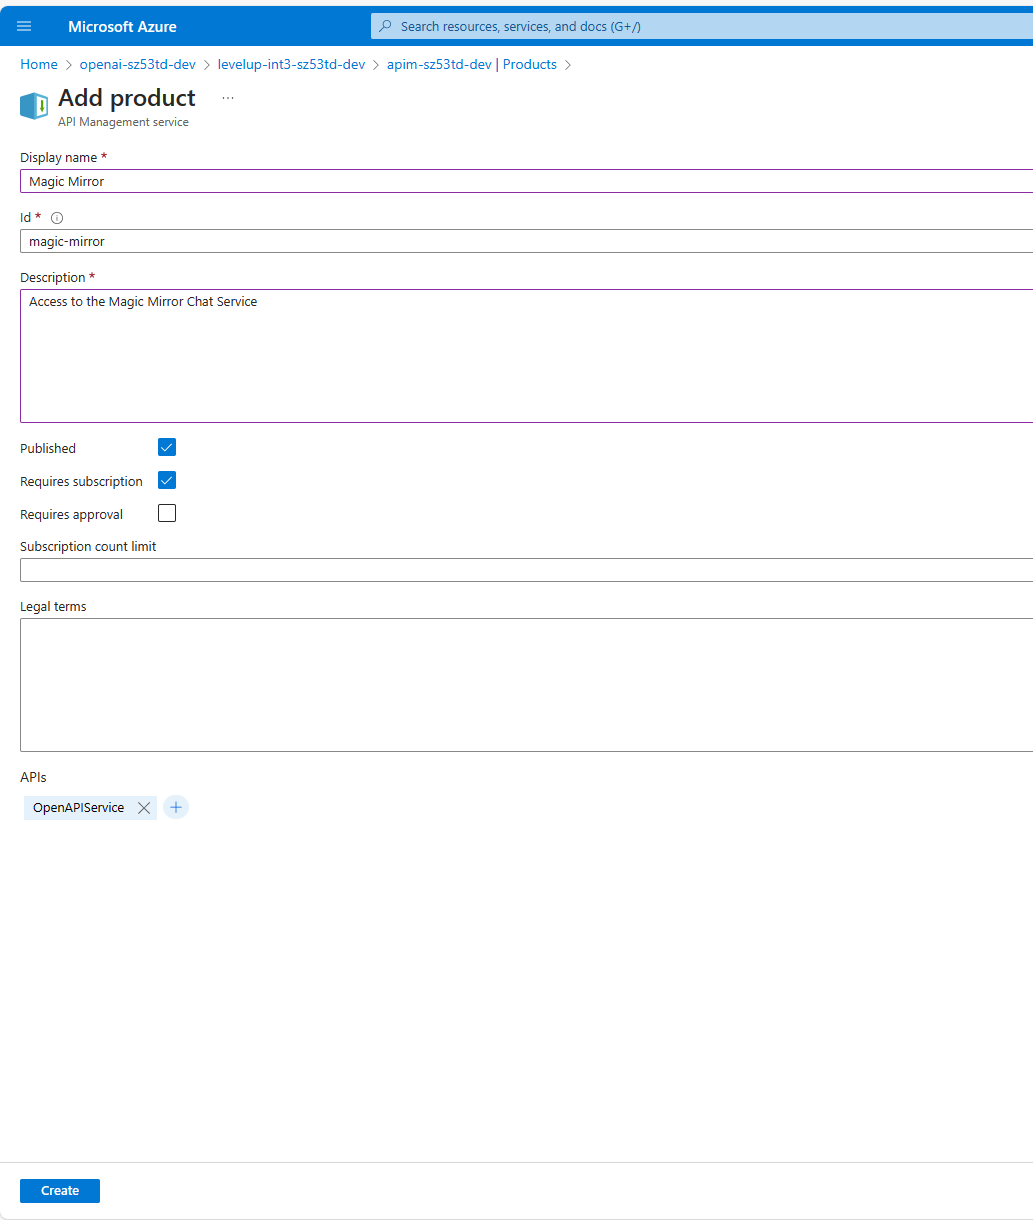 Microsoft Azure
Search resources, services, and docs (G+/)
Home > openai-sz53td-dev > levelup-int3-sz53td-dev > apim-sz53td-dev | Products >
Add product ...
API Management service
Display name *
Magic Mirror
Id *
magic-mirror
Description *
Access to the Magic Mirror Chat Service
Published
Requires subscription
Requires approval
Subscription count limit
Legal terms
APIs
OpenAPIService
Create